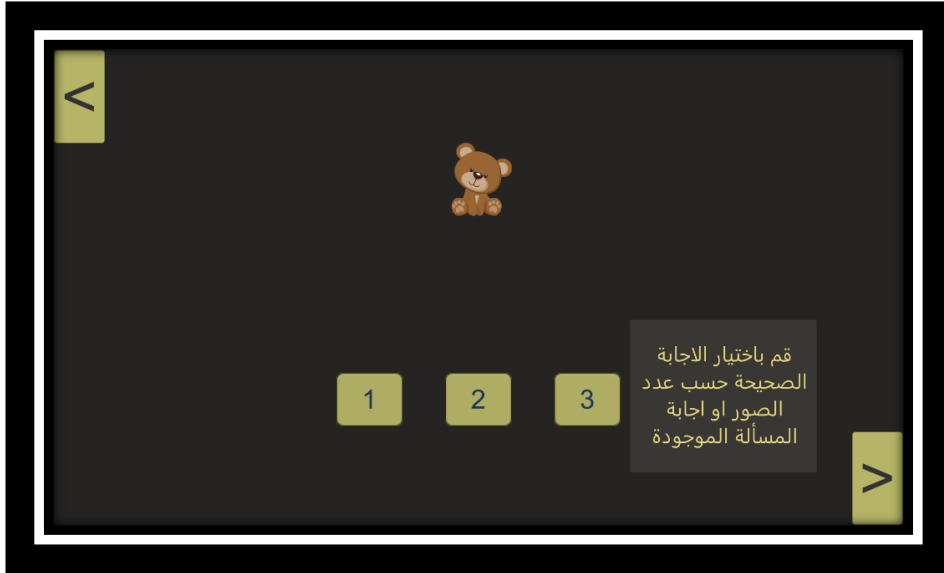 <
1
2
3
قم باختيار الاجابة
الصحيحة حسب عدد
الصور او اجابة
المسألة الموجودة
>